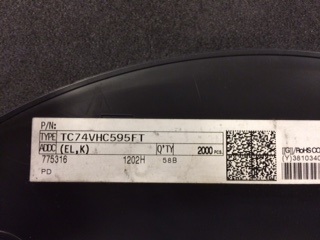 P/N:
TYPE TC74VHC595FT
ADDC (EL,K) Q'TY 2000 PCS.
775316 1202H 58B
PD
[[G]]/RoHS CO
(Y)3810340